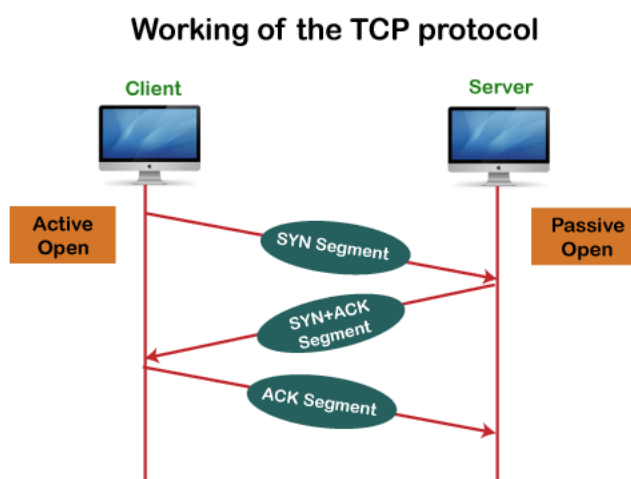 Working of the TCP protocol
Client
Server
Active
Open
Passive
Open
SYN Segment
SYN+ACK
Segment
ACK Segment